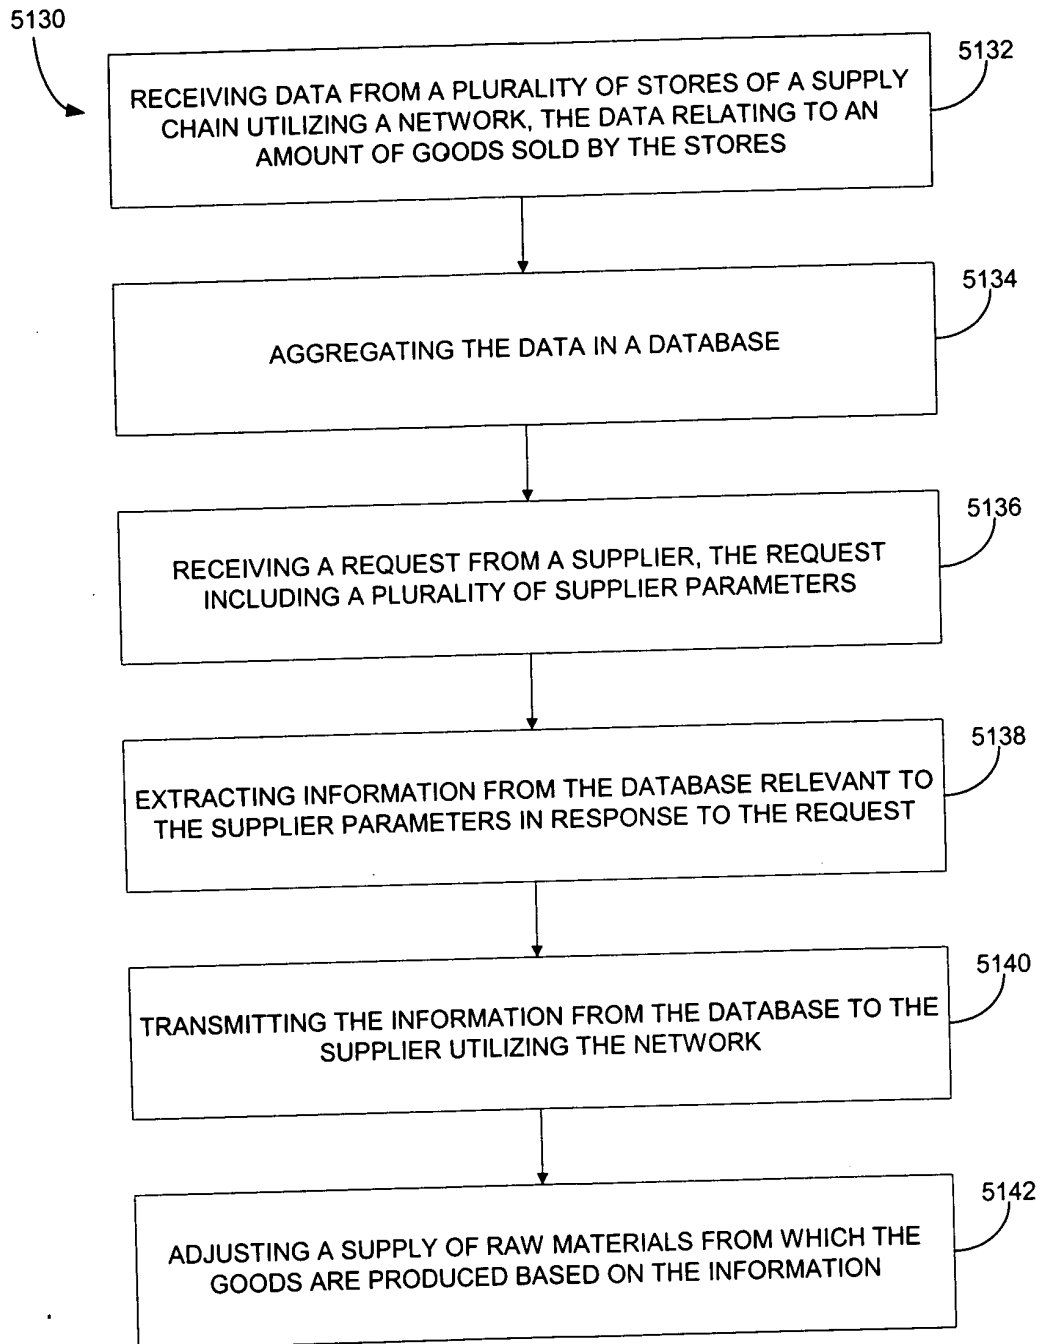 5130
5132
RECEIVING DATA FROM A PLURALITY OF STORES OF A SUPPLY
CHAIN UTILIZING A NETWORK, THE DATA RELATING TO AN
AMOUNT OF GOODS SOLD BY THE STORES
5134
AGGREGATING THE DATA IN A DATABASE
5136
RECEIVING A REQUEST FROM A SUPPLIER, THE REQUEST
INCLUDING A PLURALITY OF SUPPLIER PARAMETERS
5138
EXTRACTING INFORMATION FROM THE DATABASE RELEVANT TO
THE SUPPLIER PARAMETERS IN RESPONSE TO THE REQUEST
5140
TRANSMITTING THE INFORMATION FROM THE DATABASE TO THE
SUPPLIER UTILIZING THE NETWORK
5142
ADJUSTING A SUPPLY OF RAW MATERIALS FROM WHICH THE
GOODS ARE PRODUCED BASED ON THE INFORMATION